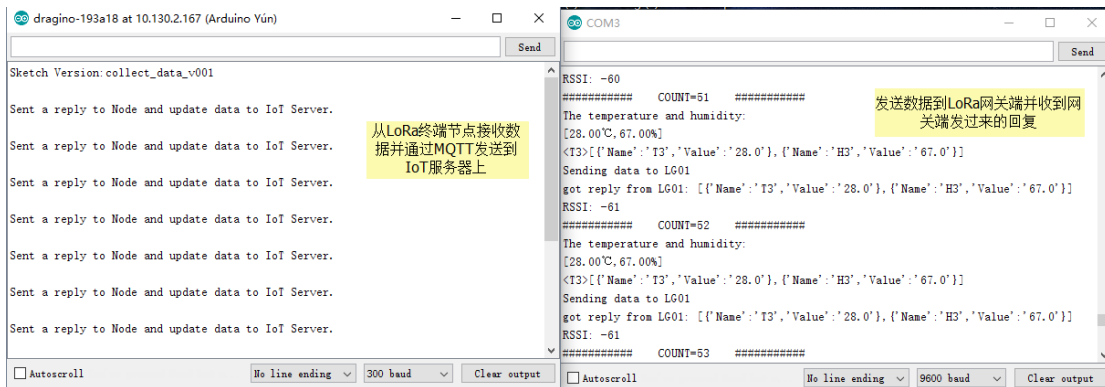 dragino-193a18 at 10.130.2.167 (Arduino Yún)
Send
Sketch Version:collect_data_v001
Sent a reply to Node and update data to IoT Server.
Sent a reply to Node and update data to IoT Server.
Sent a reply to Node and update data to IoT Server.
Sent a reply to Node and update data to IoT Server.
Sent a reply to Node and update data to IoT Server.
Sent a reply to Node and update data to IoT Server.
Sent a reply to Node and update data to IoT Server.
从LoRa终端节点接收数
据并通过MQTT发送到
IoT服务器上
Autoscroll
No line ending
300 baud
Clear output
COM3
Send
RSSI: -60
########### COUNT=51 ###########
The temperature and humidity:
[28.00℃,67.00%]
<T3>[{'Name':'T3','Value':'28.0'},{'Name':'H3','Value':'67.0'}]
Sending data to LG01
got reply from LG01: [{'Name':'T3','Value':'28.0'},{'Name':'H3','Value':'67.0'}]
RSSI: -61
########### COUNT=52 ###########
The temperature and humidity:
[28.00℃,67.00%]
<T3>[{'Name':'T3','Value':'28.0'},{'Name':'H3','Value':'67.0'}]
Sending data to LG01
got reply from LG01: [{'Name':'T3','Value':'28.0'},{'Name':'H3','Value':'67.0'}]
RSSI: -61
########### COUNT=53 ###########
发送数据到LoRa网关端并收到网
关端发过来的回复
Autoscroll
No line ending
9600 baud
Clear output